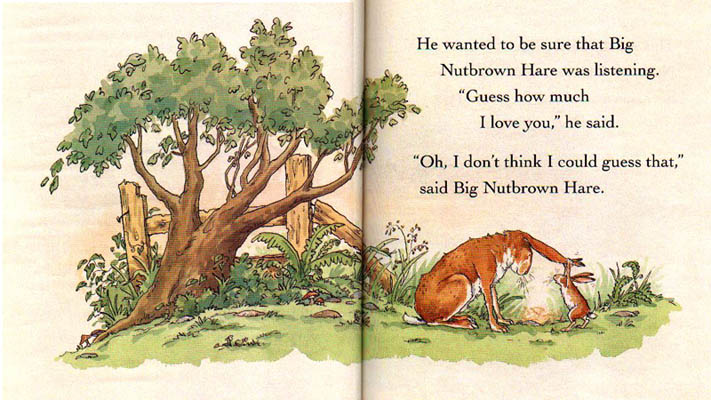 He wanted to be sure that Big
Nutbrown Hare was listening.
“Guess how much
I love you,” he said.
“Oh, I don’t think I could guess that,”
said Big Nutbrown Hare.